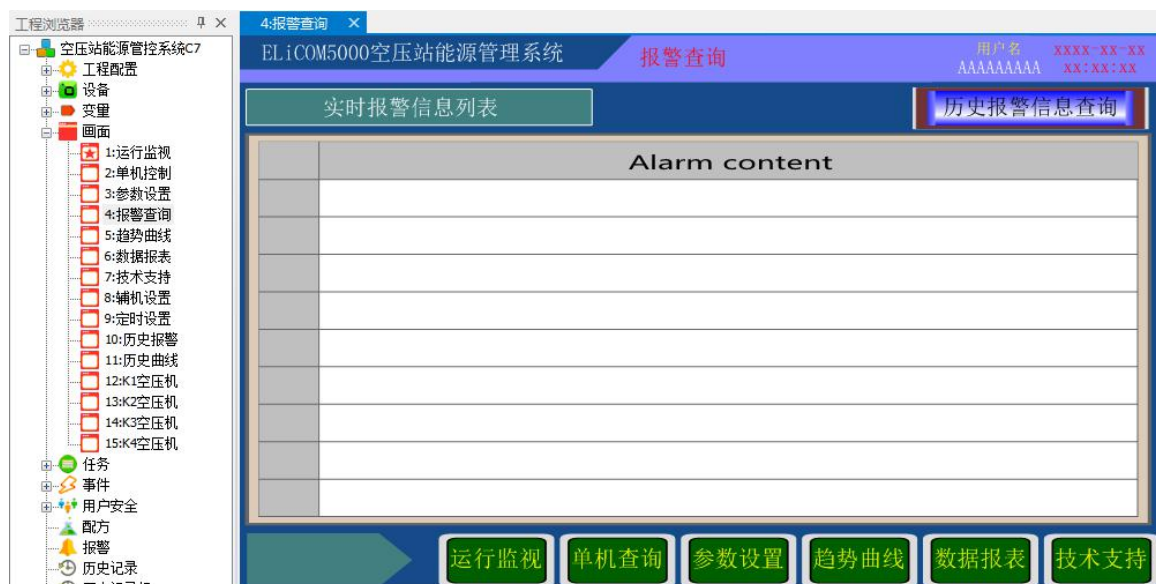 工程浏览器
空压站能源管控系统C7
工程配置
设备
变量
画面
1:运行监视
2:单机控制
3:参数设置
4:报警查询
5:趋势曲线
6:数据报表
7:技术支持
8:辅机设置
9:定时设置
10:历史报警
11:历史曲线
12:K1空压机
13:K2空压机
14:K3空压机
15:K4空压机
任务
事件
用户安全
配方
报警
历史记录
4:报警查询
ELiCOM5000空压站能源管理系统
报警查询
用户名
AAAAAAAAA
XXXX-XX-XX
XX:XX:XX
实时报警信息列表
历史报警信息查询
Alarm content
运行监视 单机查询 参数设置 趋势曲线 数据报表 技术支持